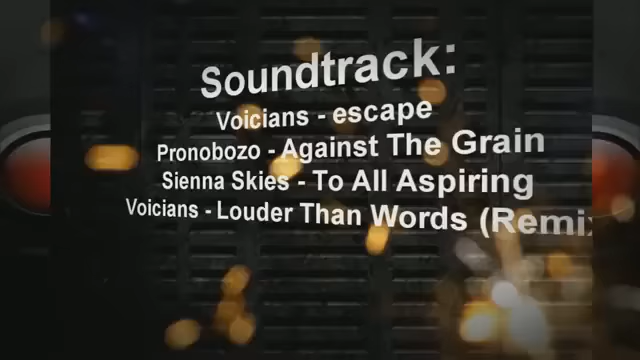 Soundtrack:
Voicians - escape
Pronobozo - Against The Grain
Sienna Skies - To All Aspiring
Voicians - Louder Than Words (Remi